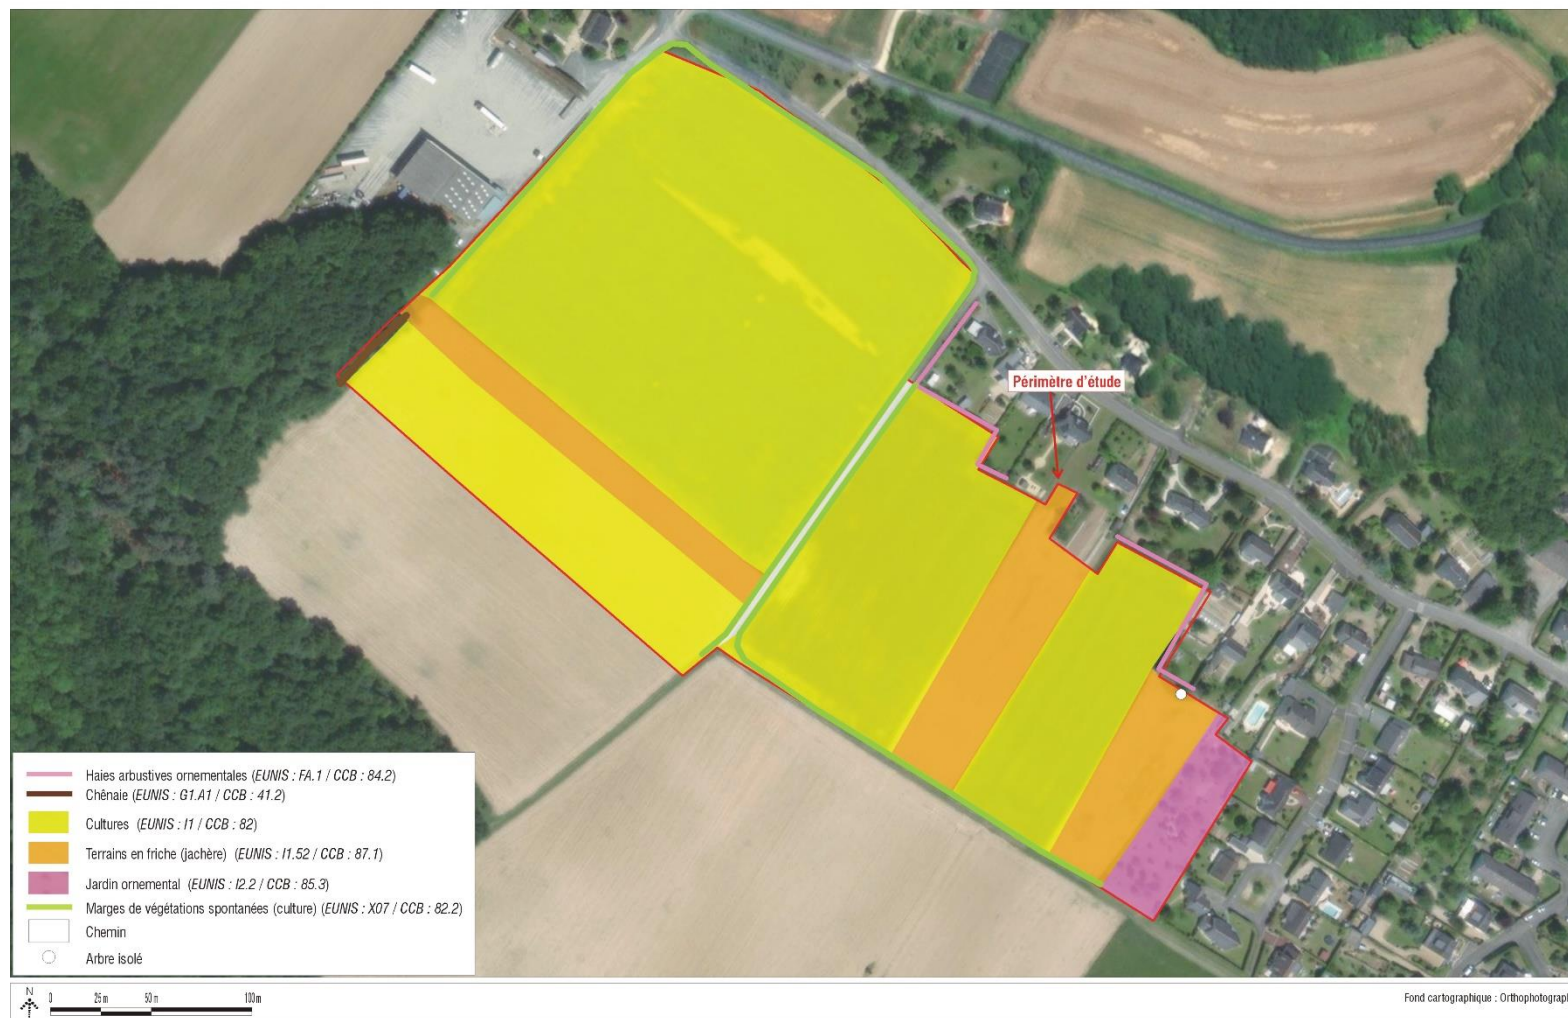 Périmètre d'étude
Haies arbustives ornementales (EUNIS : FA.1 / CCB : 84.2)
Chênaie (EUNIS : G1.A1 / CCB : 41.2)
Cultures (EUNIS : I1 / CCB : 82)
Terrains en friche (jachère) (EUNIS : I1.52 / CCB : 87.1)
Jardin ornemental (EUNIS : I2.2 / CCB : 85.3)
Marges de végétations spontanées (culture) (EUNIS : X07 / CCB : 82.2)
Chemin
Arbre isolé
N
0 25 m 50 m 100m
Fond cartographique : Orthophotograph